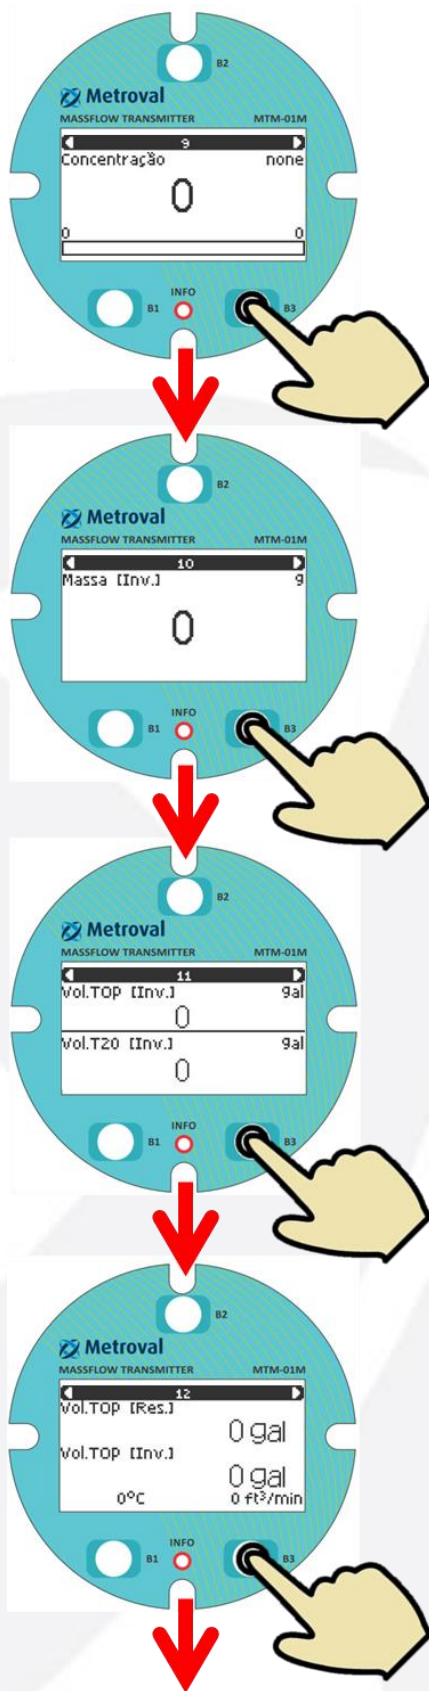 B2
Metroval
MASSFLOW TRANSMITTER MTM-01M
9
Concentração none
0
0 0
INFO
B1 B3
B2
Metroval
MASSFLOW TRANSMITTER MTM-01M
10
Massa [Inv.] g
0
INFO
B1 B3
B2
Metroval
MASSFLOW TRANSMITTER MTM-01M
11
Vol.TOP [Inv.] gal
0
Vol.T20 [Inv.] gal
0
INFO
B1 B3
B2
Metroval
MASSFLOW TRANSMITTER MTM-01M
12
Vol.TOP [Res.]
0 gal
Vol.TOP [Inv.]
0 gal
0°C 0 ft³/min
INFO
B1 B3